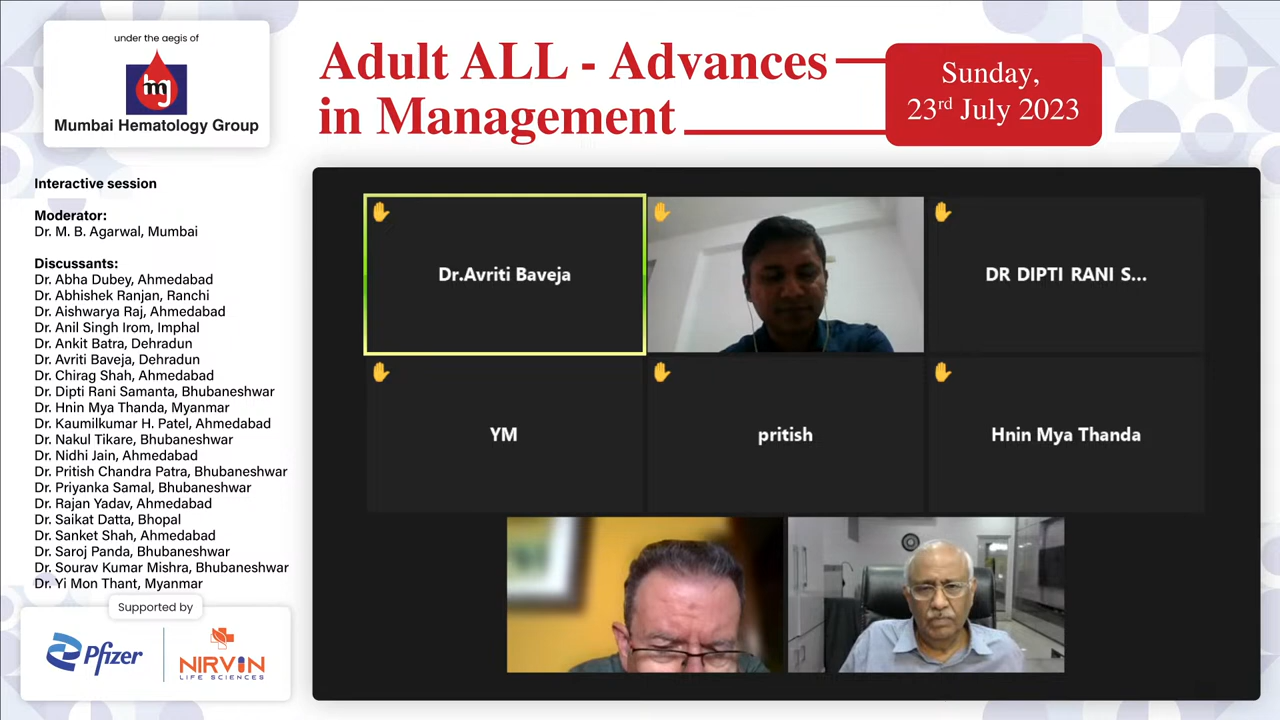 under the aegis of
mg
Mumbai Hematology Group
Adult ALL - Advances
in Management
Sunday,
23rd July 2023
Interactive session
Moderator:
Dr. M. B. Agarwal, Mumbai
Discussants:
Dr. Abha Dubey, Ahmedabad
Dr. Abhishek Ranjan, Ranchi
Dr. Aishwarya Raj, Ahmedabad
Dr. Anil Singh Irom, Imphal
Dr. Ankit Batra, Dehradun
Dr. Avriti Baveja, Dehradun
Dr. Chirag Shah, Ahmedabad
Dr. Dipti Rani Samanta, Bhubaneshwar
Dr. Hnin Mya Thanda, Myanmar
Dr. Kaumilkumar H. Patel, Ahmedabad
Dr. Nakul Tikare, Bhubaneshwar
Dr. Nidhi Jain, Ahmedabad
Dr. Pritish Chandra Patra, Bhubaneshwar
Dr. Priyanka Samal, Bhubaneshwar
Dr. Rajan Yadav, Ahmedabad
Dr. Saikat Datta, Bhopal
Dr. Sanket Shah, Ahmedabad
Dr. Saroj Panda, Bhubaneshwar
Dr. Sourav Kumar Mishra, Bhubaneshwar
Dr. Yi Mon Thant, Myanmar
Supported by
Pfizer
NIRVIN
LIFE SCIENCES
Dr.Avriti Baveja
DR DIPTI RANI S...
YM
pritish
Hnin Mya Thanda